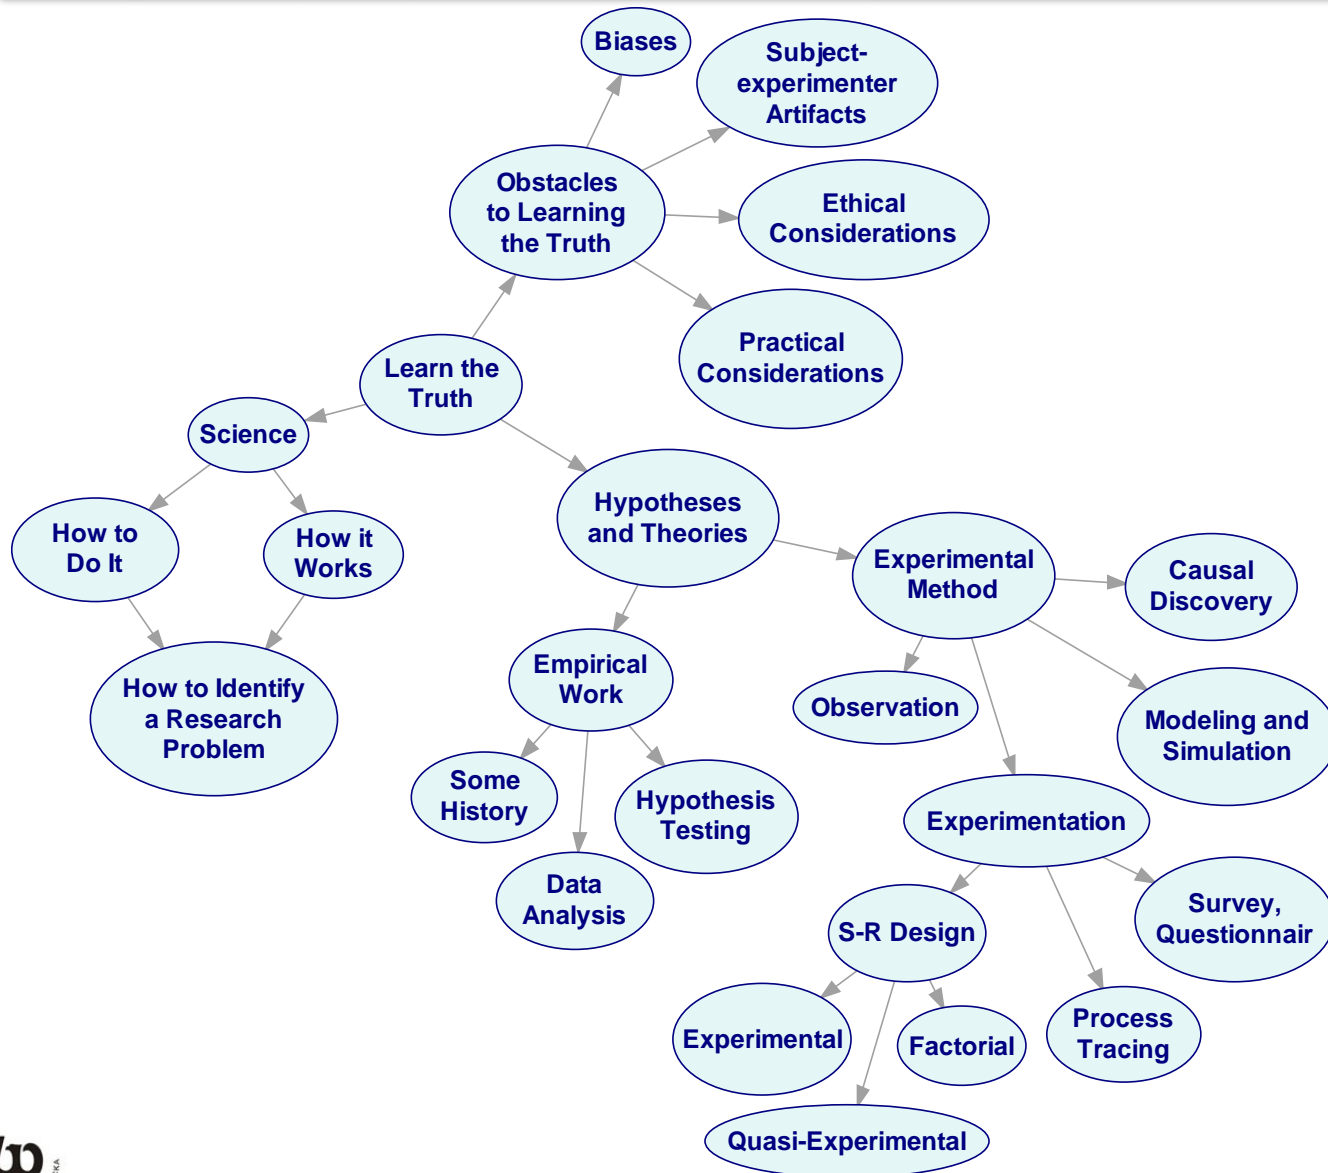 Biases
Subject-
experimenter
Artifacts
Obstacles
to Learning
the Truth
Ethical
Considerations
Practical
Considerations
Learn the
Truth
Science
Hypotheses
and Theories
How to
Do It
How it
Works
Experimental
Method
Causal
Discovery
How to Identify
a Research
Problem
Empirical
Work
Observation
Modeling and
Simulation
Some
History
Hypothesis
Testing
Experimentation
Data
Analysis
S-R Design
Survey,
Questionnair
Experimental
Factorial
Process
Tracing
Quasi-Experimental